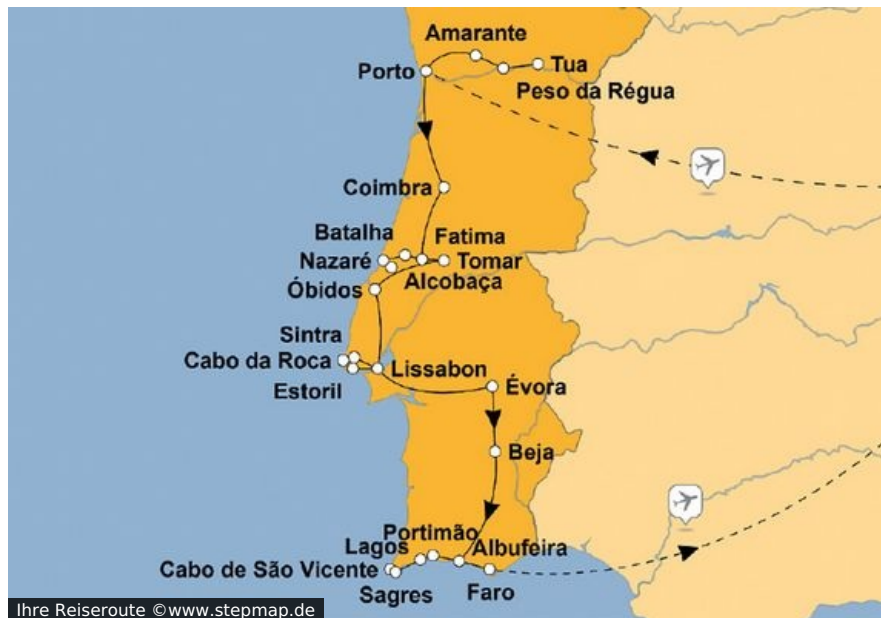 Amarante
Porto
Tua
Peso da Régua
Coimbra
Batalha
Fatima
Nazaré
Tomar
Alcobaça
Óbidos
Sintra
Cabo da Roca
Lissabon
Estoril
Évora
Beja
Portimão
Lagos
Albufeira
Cabo de São Vicente
Sagres
Faro
Ihre Reiseroute ©www.stepmap.de